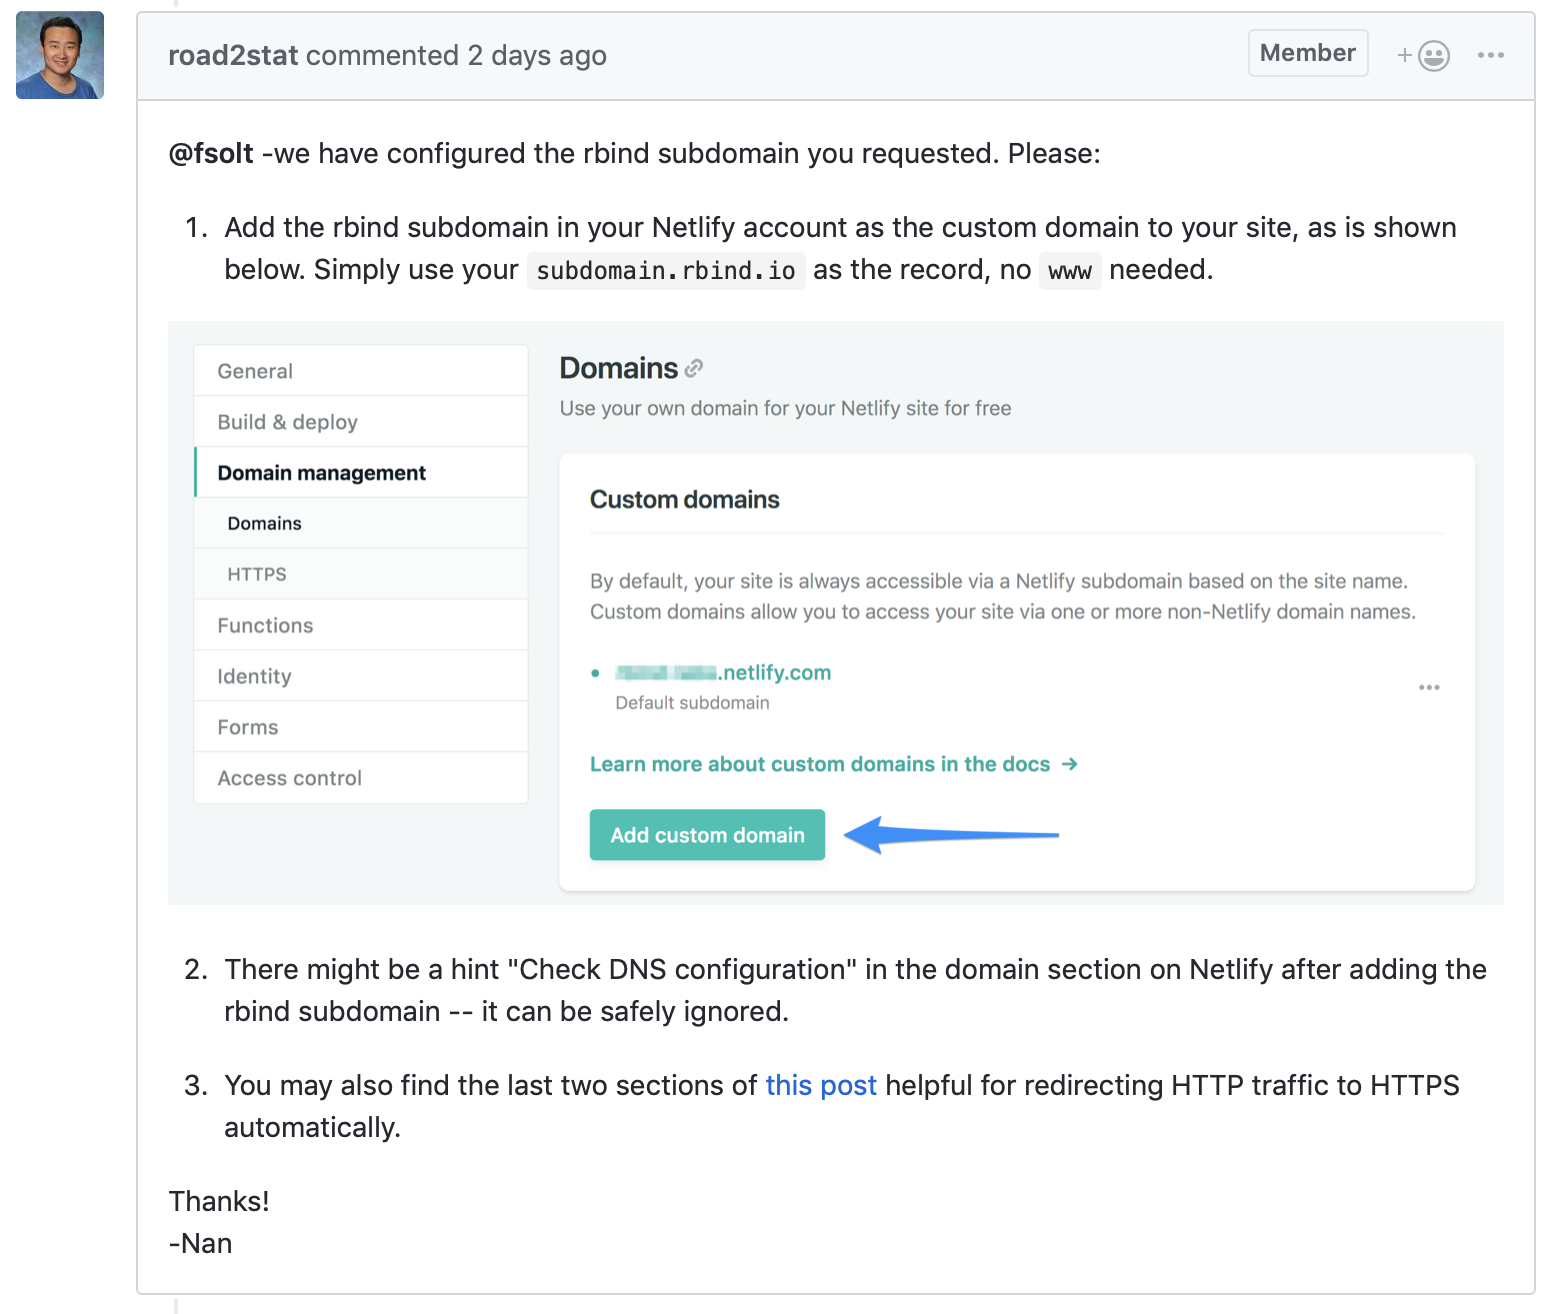 road2stat commented 2 days ago
Member
@fsolt -we have configured the rbind subdomain you requested. Please:
1. Add the rbind subdomain in your Netlify account as the custom domain to your site, as is shown
below. Simply use your subdomain.rbind.io as the record, no www needed.
General
Build & deploy
Domain management
Domains
HTTPS
Functions
Identity
Forms
Access control
Domains
Use your own domain for your Netlify site for free
Custom domains
By default, your site is always accessible via a Netlify subdomain based on the site name.
Custom domains allow you to access your site via one or more non-Netlify domain names.
.netlify.com
Default subdomain
Learn more about custom domains in the docs →
Add custom domain
2. There might be a hint "Check DNS configuration" in the domain section on Netlify after adding the
rbind subdomain -- it can be safely ignored.
3. You may also find the last two sections of this post helpful for redirecting HTTP traffic to HTTPS
automatically.
Thanks!
-Nan